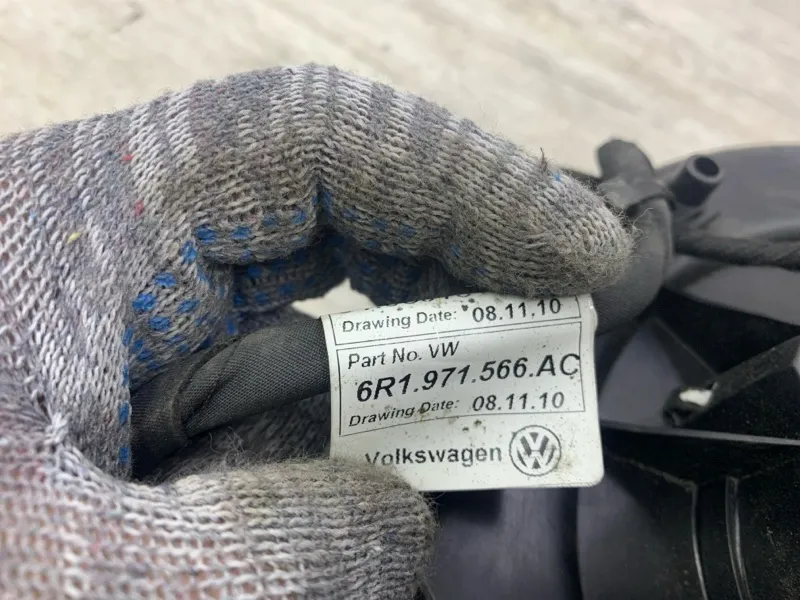 Drawing Date: 08.11.10
Part No. VW
6R1.971.566.AC
Drawing Date: 08.11.10
Volkswagen